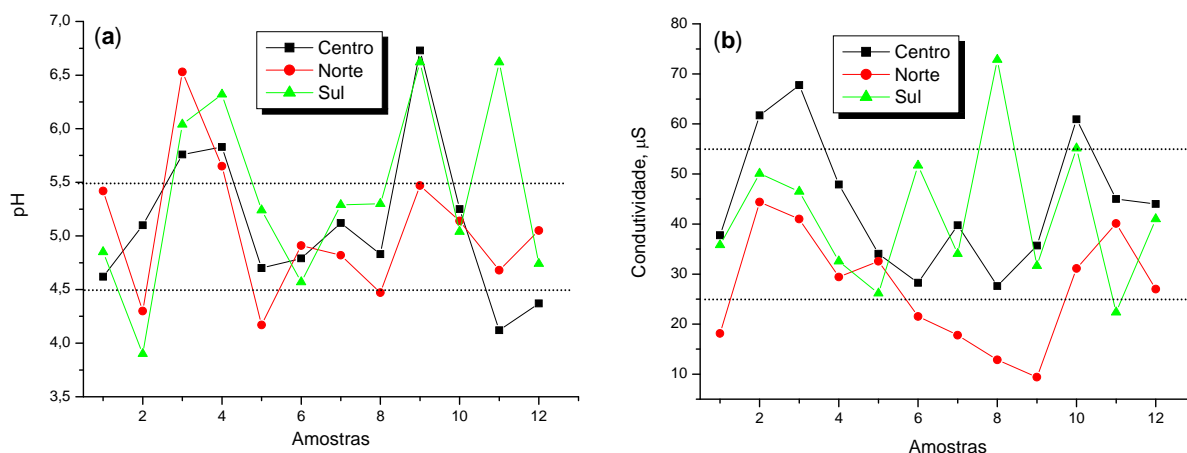 (a)
Centro
Norte
Sul
pH
7,0
6,5
6,0
5,5
5,0
4,5
4,0
3,5
2 4 6 8 10 12
Amostras
(b)
Centro
Norte
Sul
Condutividade, µS
80
70
60
50
40
30
20
10
2 4 6 8 10 12
Amostras